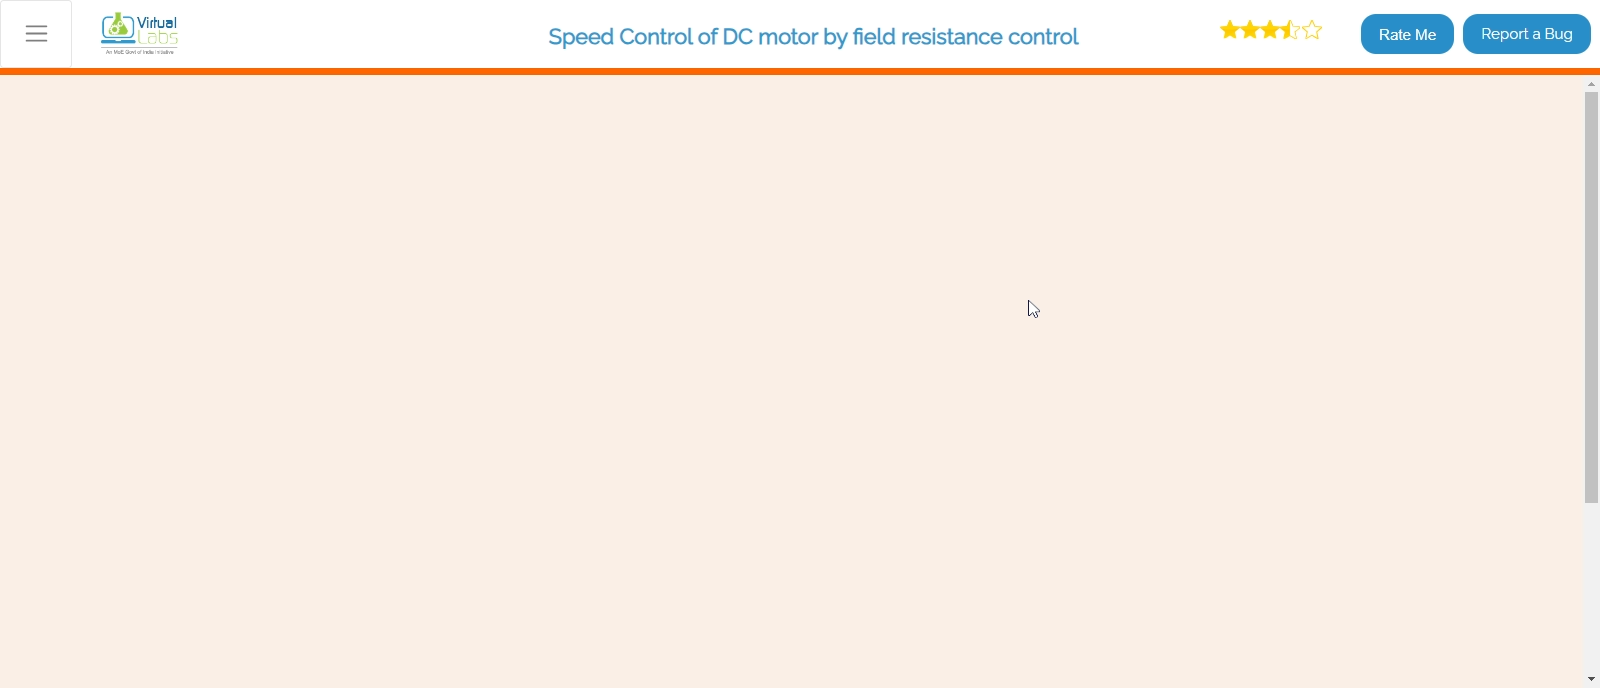 Virtual
Labs
An MoE Govt of India Initiative
Speed Control of DC motor by field resistance control
Rate Me
Report a Bug